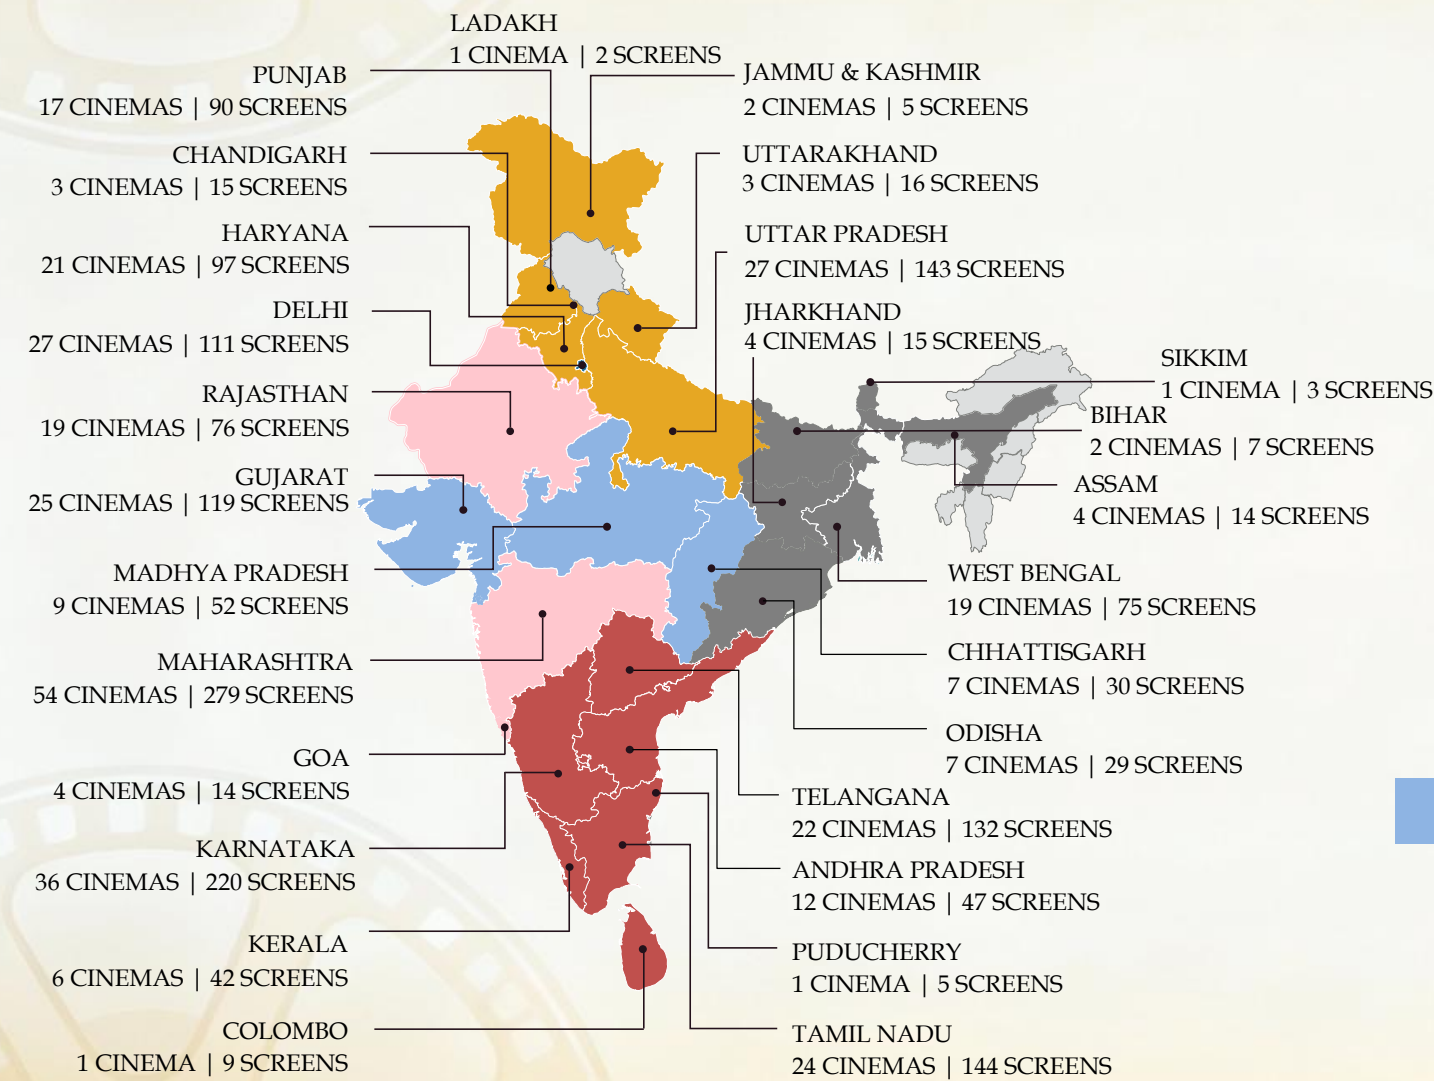 LADAKH
1 CINEMA | 2 SCREENS
PUNJAB
17 CINEMAS | 90 SCREENS
CHANDIGARH
3 CINEMAS | 15 SCREENS
HARYANA
21 CINEMAS | 97 SCREENS
DELHI
27 CINEMAS | 111 SCREENS
RAJASTHAN
19 CINEMAS | 76 SCREENS
GUJARAT
25 CINEMAS | 119 SCREENS
MADHYA PRADESH
9 CINEMAS | 52 SCREENS
MAHARASHTRA
54 CINEMAS | 279 SCREENS
GOA
4 CINEMAS | 14 SCREENS
KARNATAKA
36 CINEMAS | 220 SCREENS
KERALA
6 CINEMAS | 42 SCREENS
COLOMBO
1 CINEMA | 9 SCREENS
JAMMU & KASHMIR
2 CINEMAS | 5 SCREENS
UTTARAKHAND
3 CINEMAS | 16 SCREENS
UTTAR PRADESH
27 CINEMAS | 143 SCREENS
JHARKHAND
4 CINEMAS | 15 SCREENS
SIKKIM
1 CINEMA | 3 SCREENS
BIHAR
2 CINEMAS | 7 SCREENS
ASSAM
4 CINEMAS | 14 SCREENS
WEST BENGAL
19 CINEMAS | 75 SCREENS
CHHATTISGARH
7 CINEMAS | 30 SCREENS
ODISHA
7 CINEMAS | 29 SCREENS
TELANGANA
22 CINEMAS | 132 SCREENS
ANDHRA PRADESH
12 CINEMAS | 47 SCREENS
PUDUCHERRY
1 CINEMA | 5 SCREENS
TAMIL NADU
24 CINEMAS | 144 SCREENS